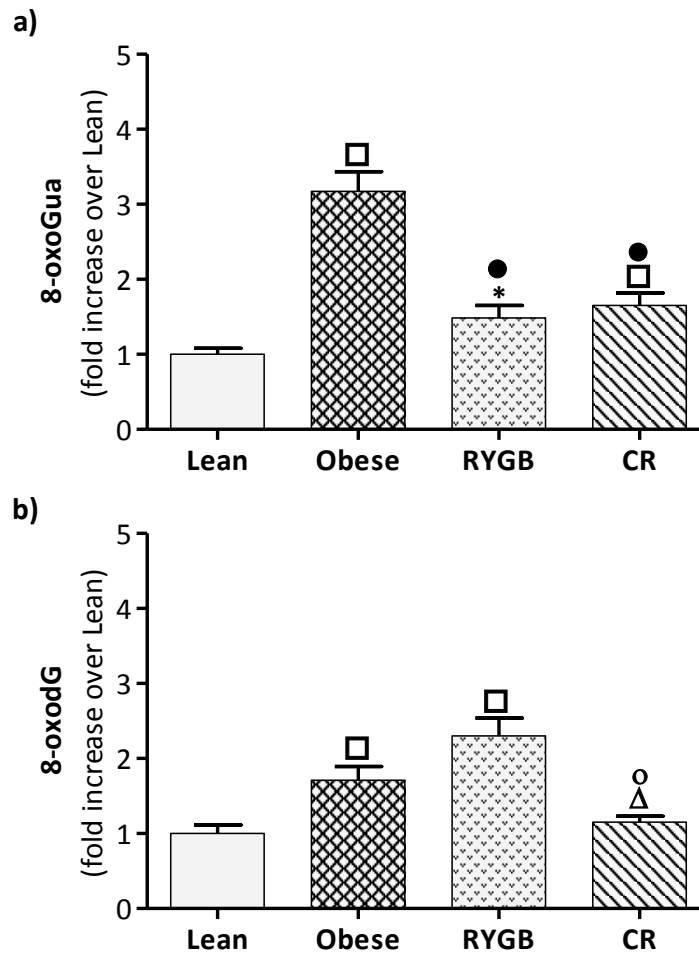 a)
8-oxoGua
(fold increase over Lean)
5
4
3
2
1
0
□
●
*
●
□
Lean Obese RYGB CR
b)
8-oxodG
(fold increase over Lean)
5
4
3
2
1
0
□
□
o
Δ
Lean Obese RYGB CR